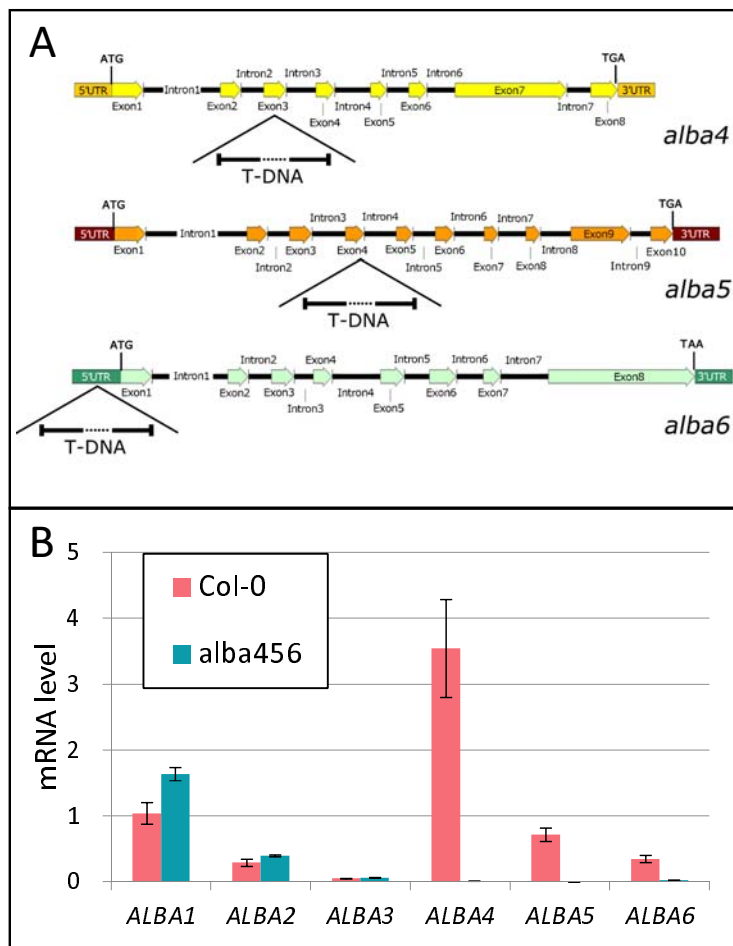 A
ATG TGA
Intron2 Intron3 Intron5 Intron6
5'UTR Intron1 Exon7 3'UTR
Exon1 Exon2 Exon3 Intron4 Exon6 Intron7
Exon4 Exon5 Exon8
alba4
T-DNA
ATG TGA
Intron3 Intron4 Intron6 Intron7
5'UTR Intron1 Exon9 3'UTR
Exon1 Exon2 Exon3 Exon4 Exon5 Exon6 Intron8 Exon10
Intron2 Intron5 Exon7 Exon8 Intron9
alba5
T-DNA
ATG TAA
Intron2 Exon4 Intron5 Intron6 Intron7
5'UTR Intron1 Exon8 3'UTR
Exon1 Exon2 Exon3 Intron4 Exon6 Exon7
Intron3 Exon5
alba6
T-DNA
B
mRNA level
5
4
3
2
1
0
Col-0
alba456
ALBA1 ALBA2 ALBA3 ALBA4 ALBA5 ALBA6